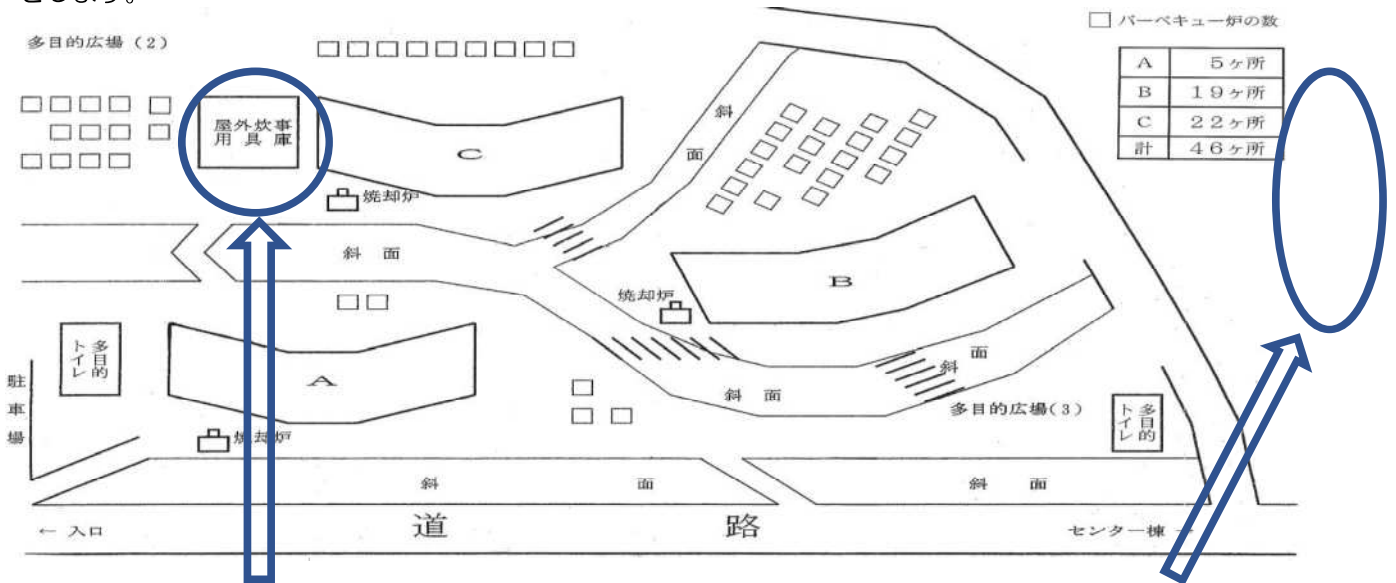 とします。
□ バーベキュー炉の数
多目的広場(2)
A 5ヶ所
B 19ヶ所
C 22ヶ所
計 46ヶ所
屋外炊事
用具庫
C
斜
面
焼却炉
斜 面
B
焼却炉
多目的
トイレ
A
斜 面
斜
面
駐車場
多目的広場(3)
多目的
トイレ
焼却炉
斜 面
斜 面
← 入口
道 路
センター棟 →